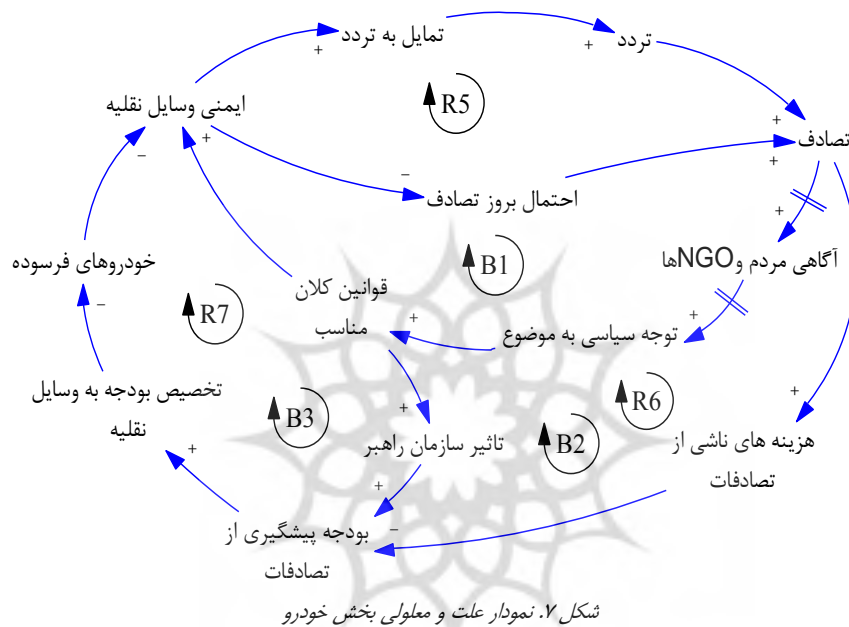 تمایل به تردد
تردد
+
+
R5
ایمنی وسایل نقلیه
+
تصادف
+
+
−
−
احتمال بروز تصادف
+
آگاهی مردم وNGOها
B1
خودروهای فرسوده
قوانین کلان
مناسب
R7
+
+
توجه سیاسی به موضوع
−
تخصیص بودجه به وسایل
نقلیه
B3
+
R6
+
تاثیر سازمان راهبر
B2
هزینه های ناشی از
تصادفات
+
+
−
بودجه پیشگیری از
تصادفات
شکل ۷. نمودار علت و معلولی بخش خودرو